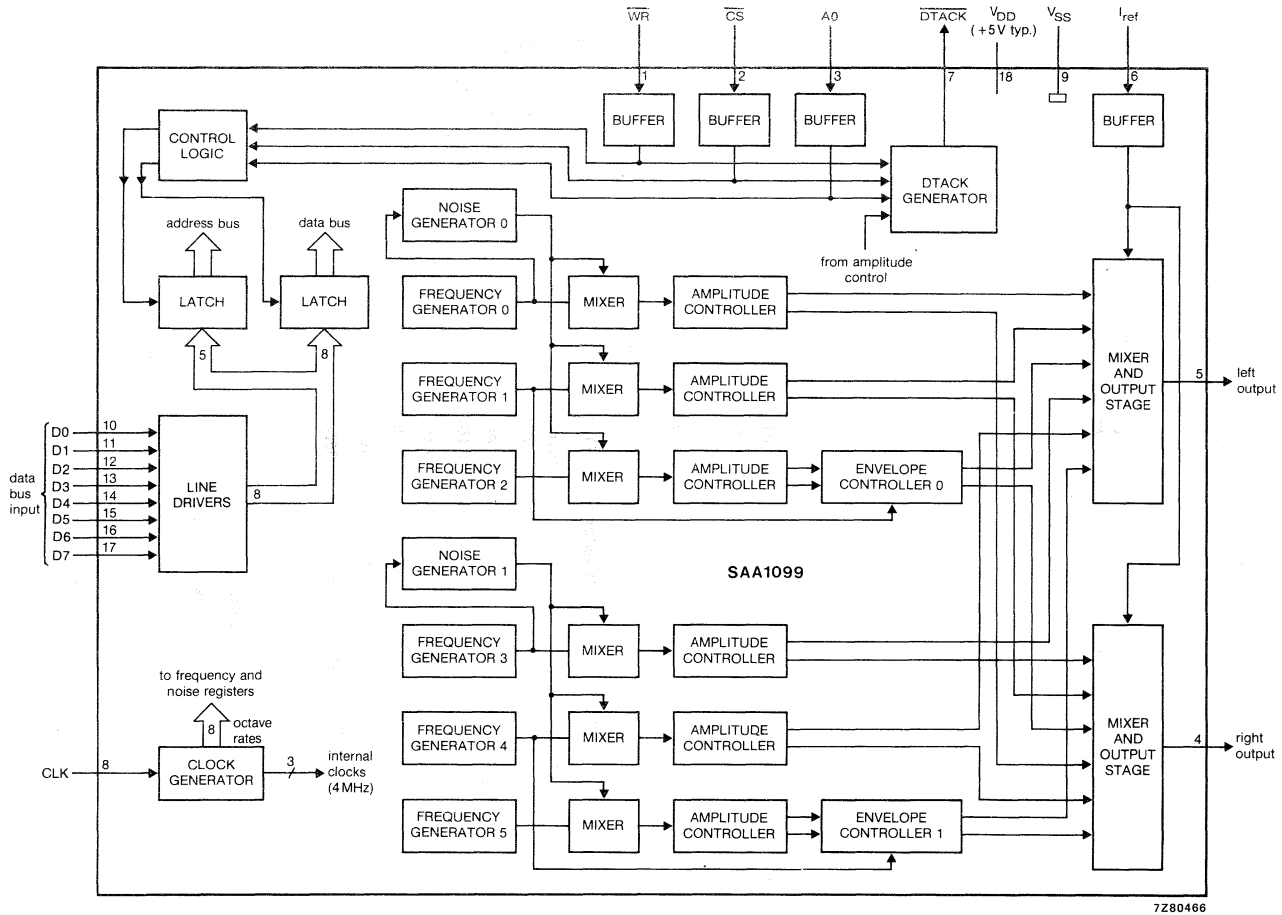 WR CS A0 DTACK VDD VSS Iref
(+5V typ.)
1 2 3 7 18 9 6
BUFFER BUFFER BUFFER BUFFER
CONTROL
LOGIC
DTACK
GENERATOR
NOISE
GENERATOR 0
address bus
data bus
from amplitude
control
LATCH
LATCH
5
8
FREQUENCY
GENERATOR 0
MIXER
AMPLITUDE
CONTROLLER
FREQUENCY
GENERATOR 1
MIXER
AMPLITUDE
CONTROLLER
MIXER
AND
OUTPUT
STAGE
5
left
output
FREQUENCY
GENERATOR 2
MIXER
AMPLITUDE
CONTROLLER
ENVELOPE
CONTROLLER 0
data
bus
input
D0 10
D1 11
D2 12
D3 13
D4 14
D5 15
D6 16
D7 17
LINE
DRIVERS
8
NOISE
GENERATOR 1
SAA1099
FREQUENCY
GENERATOR 3
MIXER
AMPLITUDE
CONTROLLER
to frequency and
noise registers
8
octave
rates
CLK
8
CLOCK
GENERATOR
3
internal
clocks
(4 MHz)
FREQUENCY
GENERATOR 4
MIXER
AMPLITUDE
CONTROLLER
MIXER
AND
OUTPUT
STAGE
4
right
output
FREQUENCY
GENERATOR 5
MIXER
AMPLITUDE
CONTROLLER
ENVELOPE
CONTROLLER 1
7Z80466